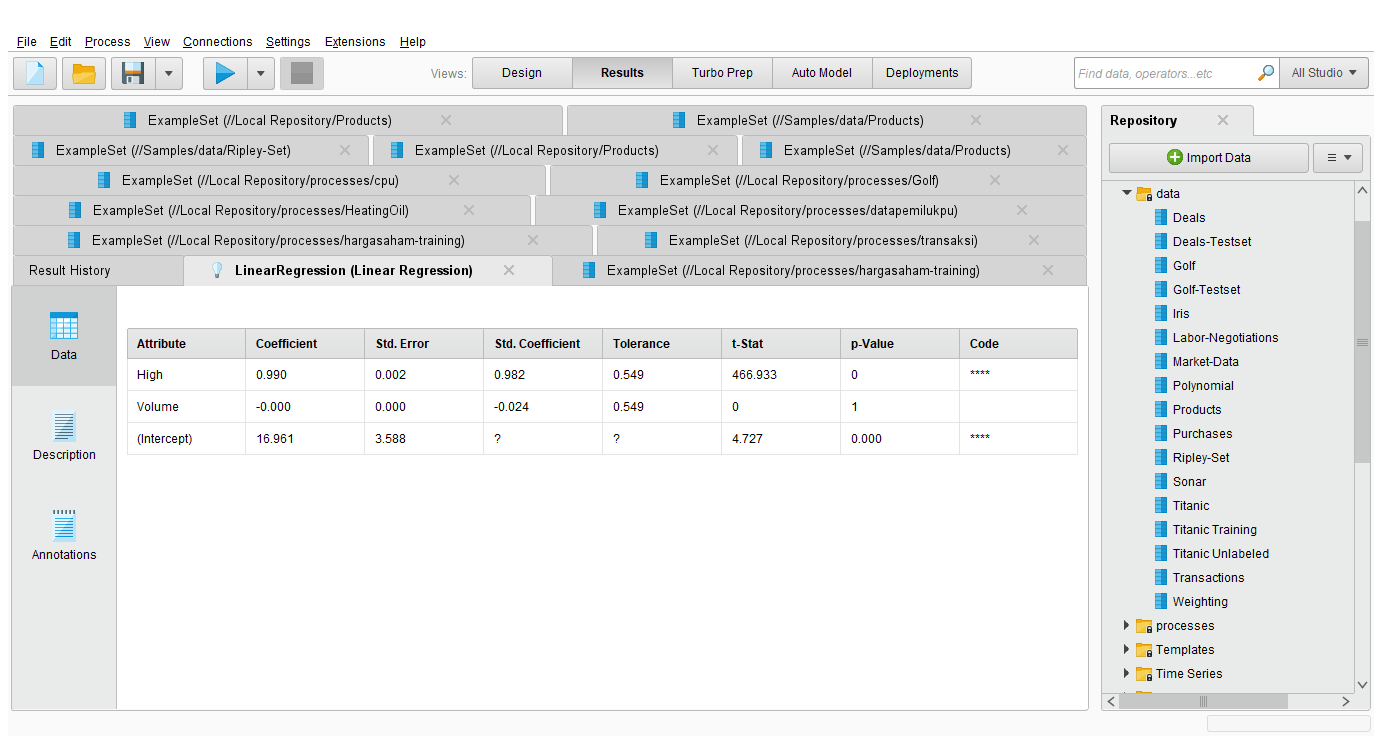 File Edit Process View Connections Settings Extensions Help
Views: Design Results Turbo Prep Auto Model Deployments Find data, operators...etc All Studio
ExampleSet (//Local Repository/Products) ExampleSet (//Samples/data/Products)
ExampleSet (//Samples/data/Ripley-Set) ExampleSet (//Local Repository/Products) ExampleSet (//Samples/data/Products)
ExampleSet (//Local Repository/processes/cpu) ExampleSet (//Local Repository/processes/Golf)
ExampleSet (//Local Repository/processes/HeatingOil) ExampleSet (//Local Repository/processes/datapemilukpu)
ExampleSet (//Local Repository/processes/hargasaham-training) ExampleSet (//Local Repository/processes/transaksi)
Result History LinearRegression (Linear Regression) ExampleSet (//Local Repository/processes/hargasaham-training)
Data
Description
Annotations
Attribute Coefficient Std. Error Std. Coefficient Tolerance t-Stat p-Value Code
High 0.990 0.002 0.982 0.549 466.933 0 ****
Volume -0.000 0.000 -0.024 0.549 0 1
(Intercept) 16.961 3.588 ? ? 4.727 0.000 ****
Repository
Import Data
data
Deals
Deals-Testset
Golf
Golf-Testset
Iris
Labor-Negotiations
Market-Data
Polynomial
Products
Purchases
Ripley-Set
Sonar
Titanic
Titanic Training
Titanic Unlabeled
Transactions
Weighting
processes
Templates
Time Series